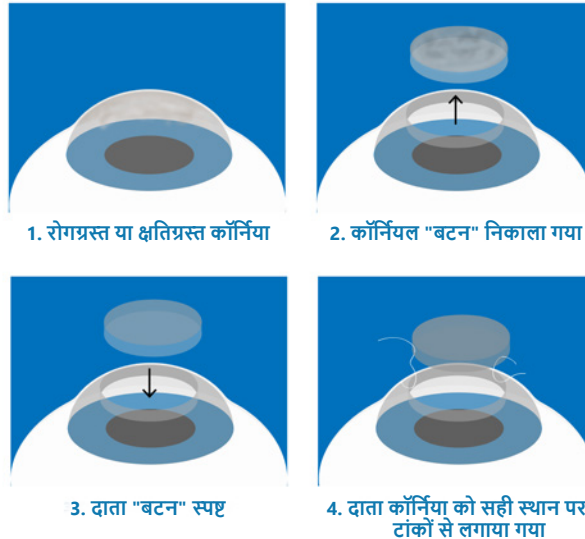 1. रोगग्रस्त या क्षतिग्रस्त कॉर्निया
2. कॉर्नियल "बटन" निकाला गया
3. दाता "बटन" स्पष्ट
4. दाता कॉर्निया को सही स्थान पर
टांकों से लगाया गया